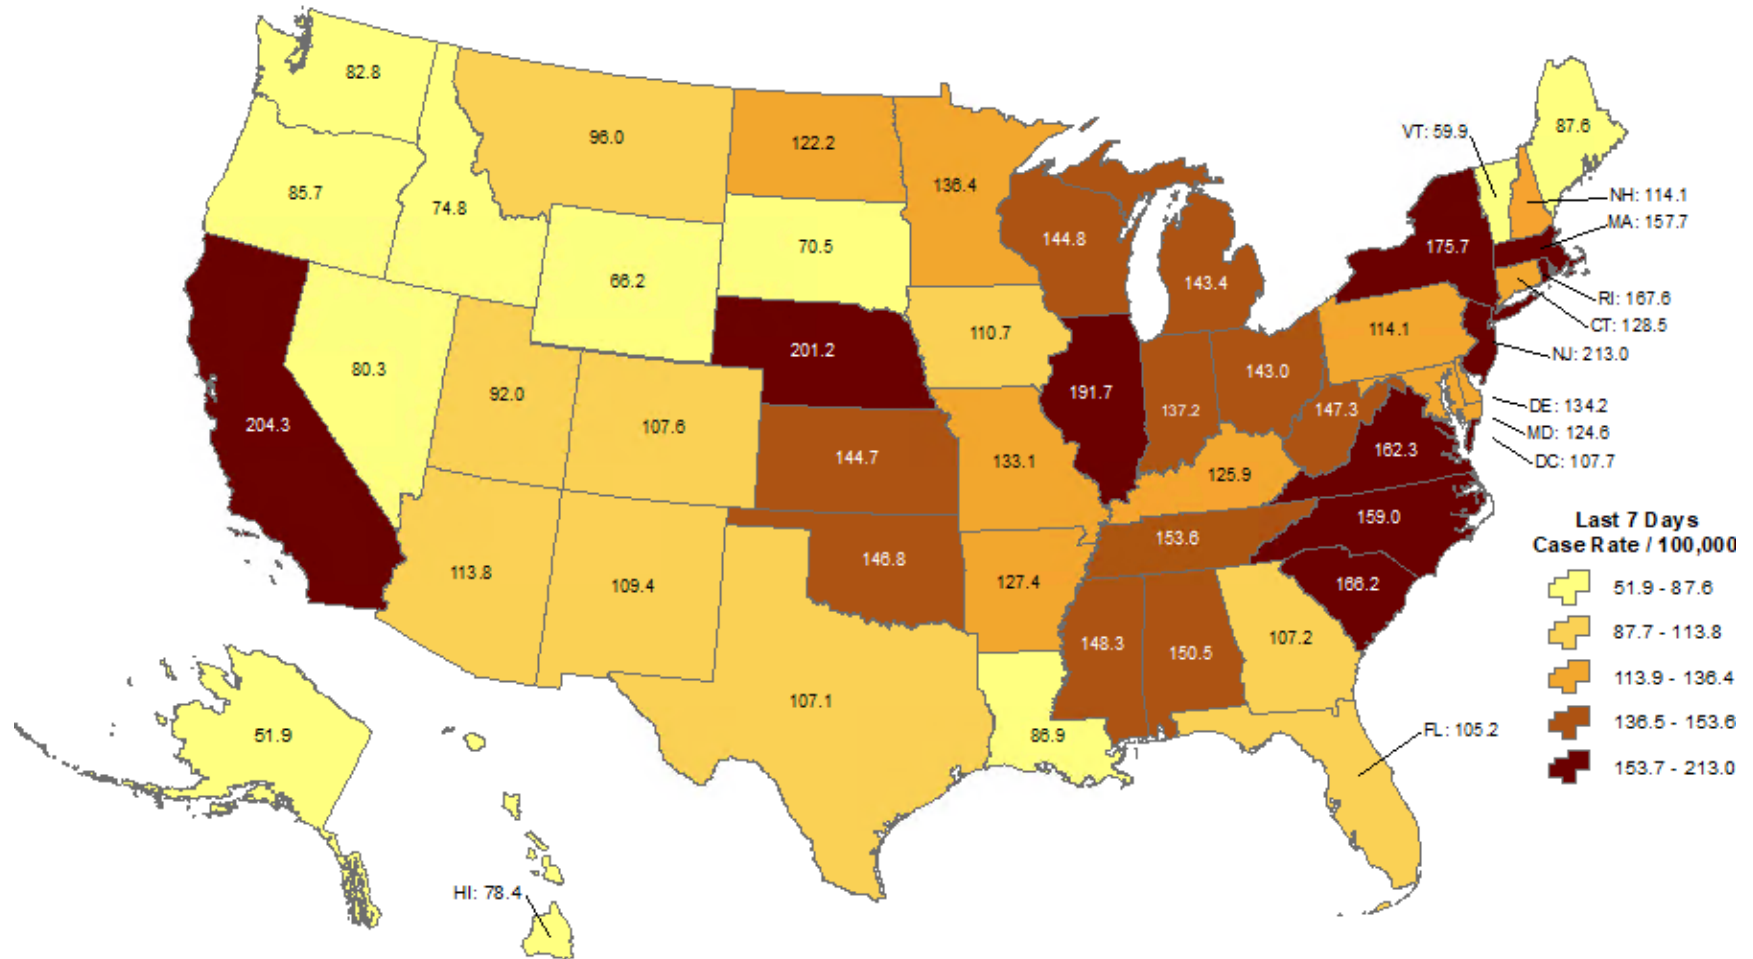 82.8
96.0
122.2
136.4
VT: 59.9
87.6
85.7
74.8
70.5
144.8
143.4
175.7
NH: 114.1
MA: 157.7
66.2
RI: 167.6
CT: 128.5
NJ: 213.0
80.3
92.0
107.6
201.2
110.7
191.7
137.2
143.0
114.1
147.3
DE: 134.2
MD: 124.6
DC: 107.7
204.3
144.7
133.1
125.9
162.3
159.0
153.6
113.8
109.4
146.8
127.4
166.2
148.3
150.5
107.2
107.1
86.9
FL: 105.2
51.9
HI: 78.4
Last 7 Days
Case Rate / 100,000
51.9 - 87.6
87.7 - 113.8
113.9 - 136.4
136.5 - 153.6
153.7 - 213.0